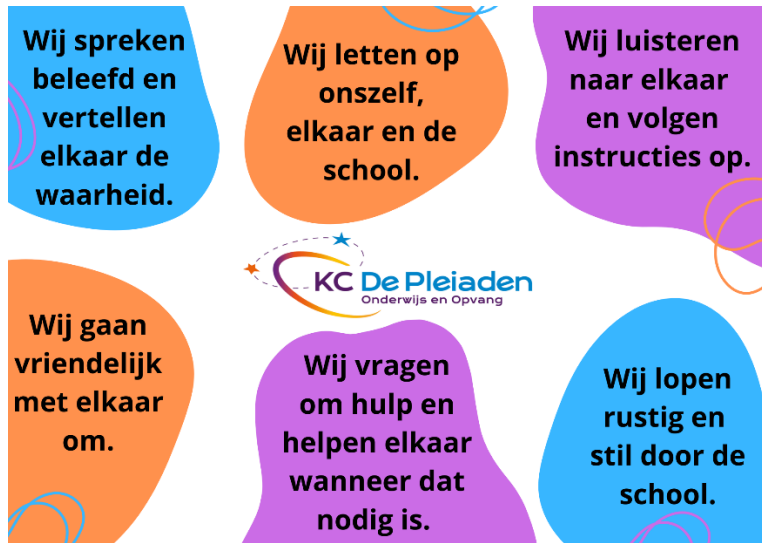 Wij spreken
beleefd en
vertellen
elkaar de
waarheid.
Wij letten op
onszelf,
elkaar en de
school.
Wij luisteren
naar elkaar
en volgen
instructies op.
KC De Pleiaden
Onderwijs en Opvang
Wij gaan
vriendelijk
met elkaar
om.
Wij vragen
om hulp en
helpen elkaar
wanneer dat
nodig is.
Wij lopen
rustig en
stil door de
school.